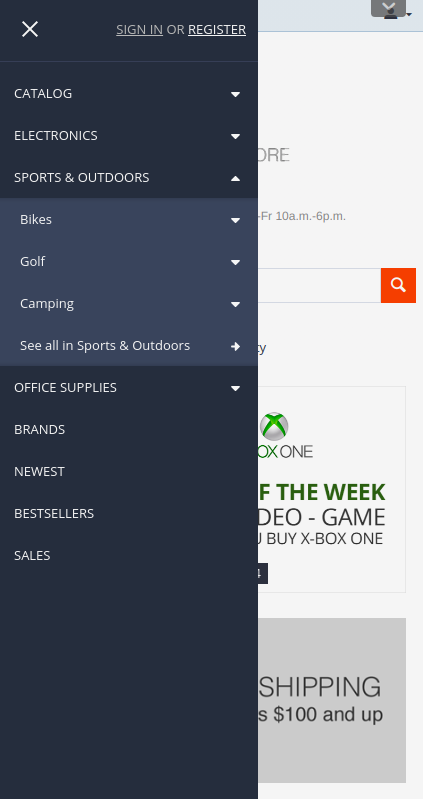 SIGN IN OR REGISTER
CATALOG
ELECTRONICS
SPORTS & OUTDOORS
Bikes
Golf
Camping
See all in Sports & Outdoors
OFFICE SUPPLIES
BRANDS
NEWEST
BESTSELLERS
SALES
ORE
-Fr 10a.m.-6p.m.
ty
OX ONE
F THE WEEK
DEO - GAME
U BUY X-BOX ONE
4
SHIPPING
s $100 and up